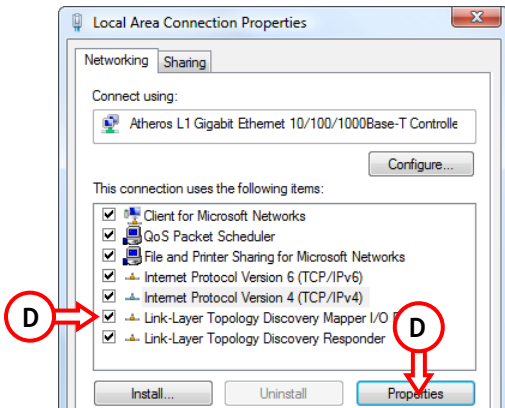 Local Area Connection Properties
Networking Sharing
Connect using:
Atheros L1 Gigabit Ethernet 10/100/1000Base-T Controlle
Configure...
This connection uses the following items:
Client for Microsoft Networks
QoS Packet Scheduler
File and Printer Sharing for Microsoft Networks
Internet Protocol Version 6 (TCP/IPv6)
Internet Protocol Version 4 (TCP/IPv4)
D Link-Layer Topology Discovery Mapper I/O D
Link-Layer Topology Discovery Responder
Install... Uninstall Properties